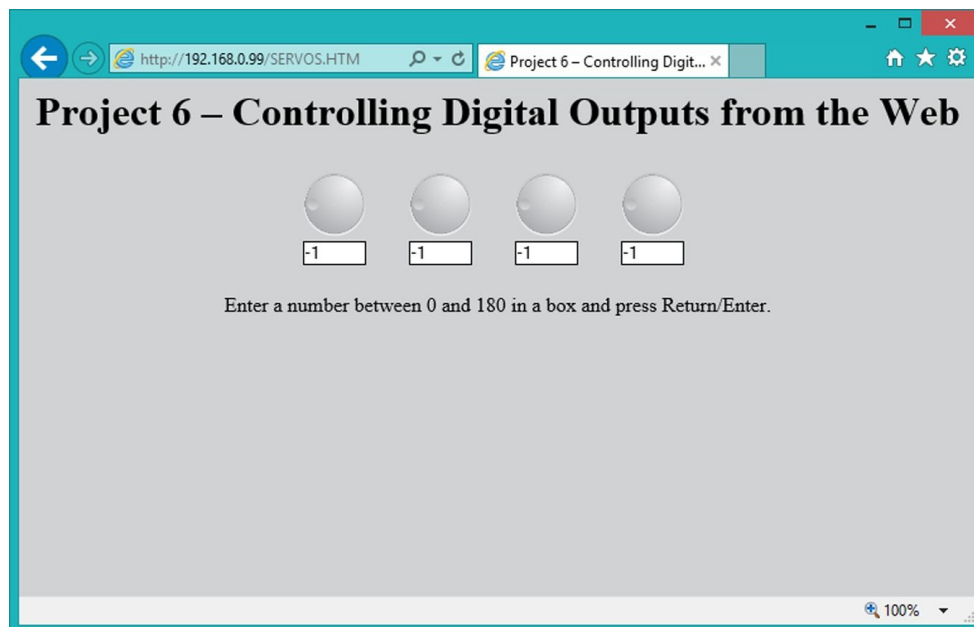 http://192.168.0.99/SERVOS.HTM
Project 6 – Controlling Digit...
Project 6 – Controlling Digital Outputs from the Web
-1 -1 -1 -1
Enter a number between 0 and 180 in a box and press Return/Enter.
100%